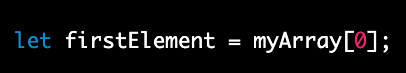 let firstElement = myArray[0];